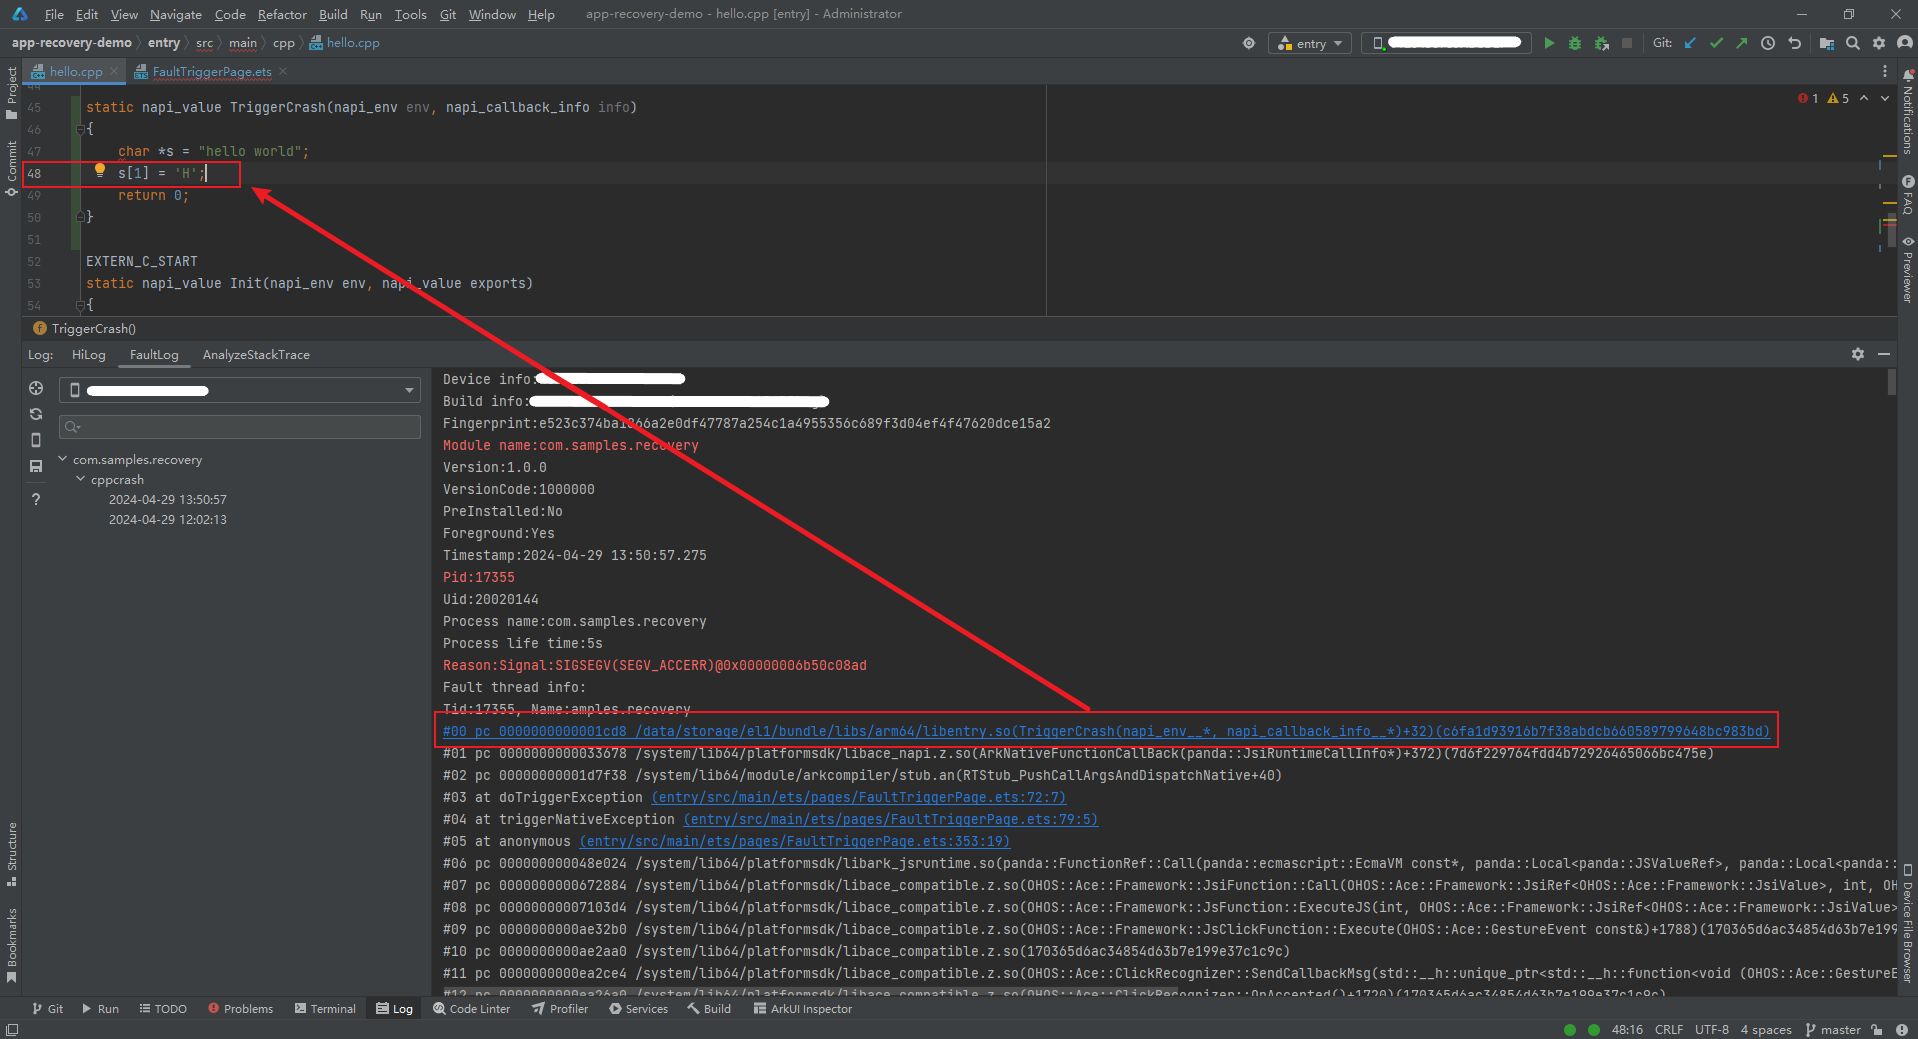 File Edit View Navigate Code Refactor Build Run Tools Git Window Help app-recovery-demo - hello.cpp [entry] - Administrator
app-recovery-demo entry src main cpp hello.cpp entry Git:
hello.cpp FaultTriggerPage.ets
Project
Commit
Structure
Bookmarks
44
45 static napi_value TriggerCrash(napi_env env, napi_callback_info info)
1 5
46 {
47 char *s = "hello world";
48 s[1] = 'H';
49 return 0;
50 }
51
52 EXTERN_C_START
53 static napi_value Init(napi_env env, napi_value exports)
54 {
f TriggerCrash()
Log: HiLog FaultLog AnalyzeStackTrace
com.samples.recovery
cppcrash
2024-04-29 13:50:57
2024-04-29 12:02:13
Device info:
Build info:
Module name:com.samples.recovery
Version:1.0.0
VersionCode:1000000
PreInstalled:No
Foreground:Yes
Timestamp:2024-04-29 13:50:57.275
Pid:17355
Uid:20020144
Process name:com.samples.recovery
Process life time:5s
Reason:Signal:SIGSEGV(SEGV_ACCERR)@0x00000006b50c08ad
Fault thread info:
Tid:17355, Name:amples.recovery
#00 pc 0000000000001cd8 /data/storage/el1/bundle/libs/arm64/libentry.so(TriggerCrash(napi_env__*, napi_callback_info__*)+32)(c6fa1d93916b7f38abdcb660589799648bc983bd)
#01 pc 0000000000033678 /system/lib64/platformsdk/libace_napi.z.so(ArkNativeFunctionCallBack(panda::JsiRuntimeCallInfo*)+372)(7d6f229764fdd4b72926465066bc475e)
#02 pc 00000000001d7f38 /system/lib64/module/arkcompiler/stub.an(RTStub_PushCallArgsAndDispatchNative+40)
#03 at doTriggerException (entry/src/main/ets/pages/FaultTriggerPage.ets:72:7)
#04 at triggerNativeException (entry/src/main/ets/pages/FaultTriggerPage.ets:79:5)
#05 at anonymous (entry/src/main/ets/pages/FaultTriggerPage.ets:353:19)
#06 pc 000000000048e024 /system/lib64/platformsdk/libark_jsruntime.so(panda::FunctionRef::Call(panda::ecmascript::EcmaVM const*, panda::Local<panda::JSValueRef>, panda::Local<panda::
#07 pc 0000000000672884 /system/lib64/platformsdk/libace_compatible.z.so(OHOS::Ace::Framework::JsiFunction::Call(OHOS::Ace::Framework::JsiRef<OHOS::Ace::Framework::JsiValue>, int, OH
#08 pc 00000000007103d4 /system/lib64/platformsdk/libace_compatible.z.so(OHOS::Ace::Framework::JsFunction::ExecuteJS(int, OHOS::Ace::Framework::JsiRef<OHOS::Ace::Framework::JsiValue>
#09 pc 0000000000ae32b0 /system/lib64/platformsdk/libace_compatible.z.so(OHOS::Ace::Framework::JsClickFunction::Execute(OHOS::Ace::GestureEvent const&)+1788)(170365d6ac34854d63b7e199
#10 pc 0000000000ae2aa0 /system/lib64/platformsdk/libace_compatible.z.so(170365d6ac34854d63b7e199e37c1c9c)
#11 pc 0000000000ea2ce4 /system/lib64/platformsdk/libace_compatible.z.so(OHOS::Ace::ClickRecognizer::SendCallbackMsg(std::__h::unique_ptr<std::__h::function<void (OHOS::Ace::GestureE
#12 pc 0000000000ea26a0 /system/lib64/platformsdk/libace_compatible.z.so(OHOS::Ace::ClickRecognizer::OnAccepted()+1720)(170365d6ac34854d63b7e199e37c1c9c)
Notifications
FAQ
Previewer
Device File Browser
Git Run TODO Problems Terminal Log Code Linter Profiler Services Build ArkUI Inspector
48:16 CRLF UTF-8 4 spaces master